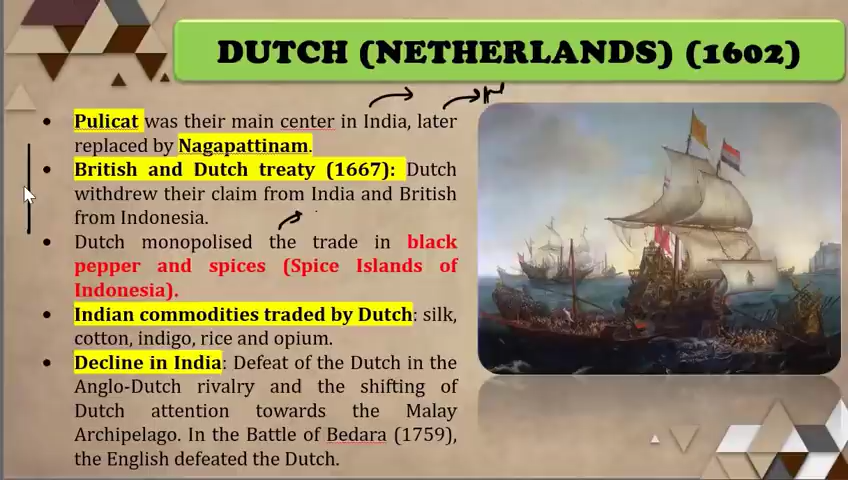 DUTCH (NETHERLANDS) (1602)
• Pulicat was their main center in India, later
replaced by Nagapattinam.
• British and Dutch treaty (1667): Dutch
withdrew their claim from India and British
from Indonesia.
• Dutch monopolised the trade in black
pepper and spices (Spice Islands of
Indonesia).
• Indian commodities traded by Dutch: silk,
cotton, indigo, rice and opium.
• Decline in India: Defeat of the Dutch in the
Anglo-Dutch rivalry and the shifting of
Dutch attention towards the Malay
Archipelago. In the Battle of Bedara (1759),
the English defeated the Dutch.